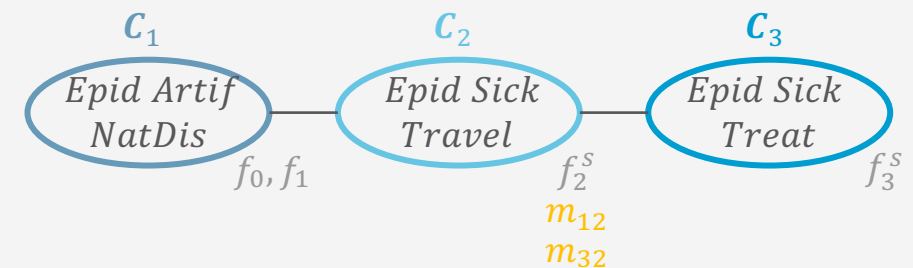 C₁ C₂ C₃
Epid Artif Epid Sick Epid Sick
NatDis Travel Treat
f₀, f₁ f₂ˢ f₃ˢ
m₁₂
m₃₂